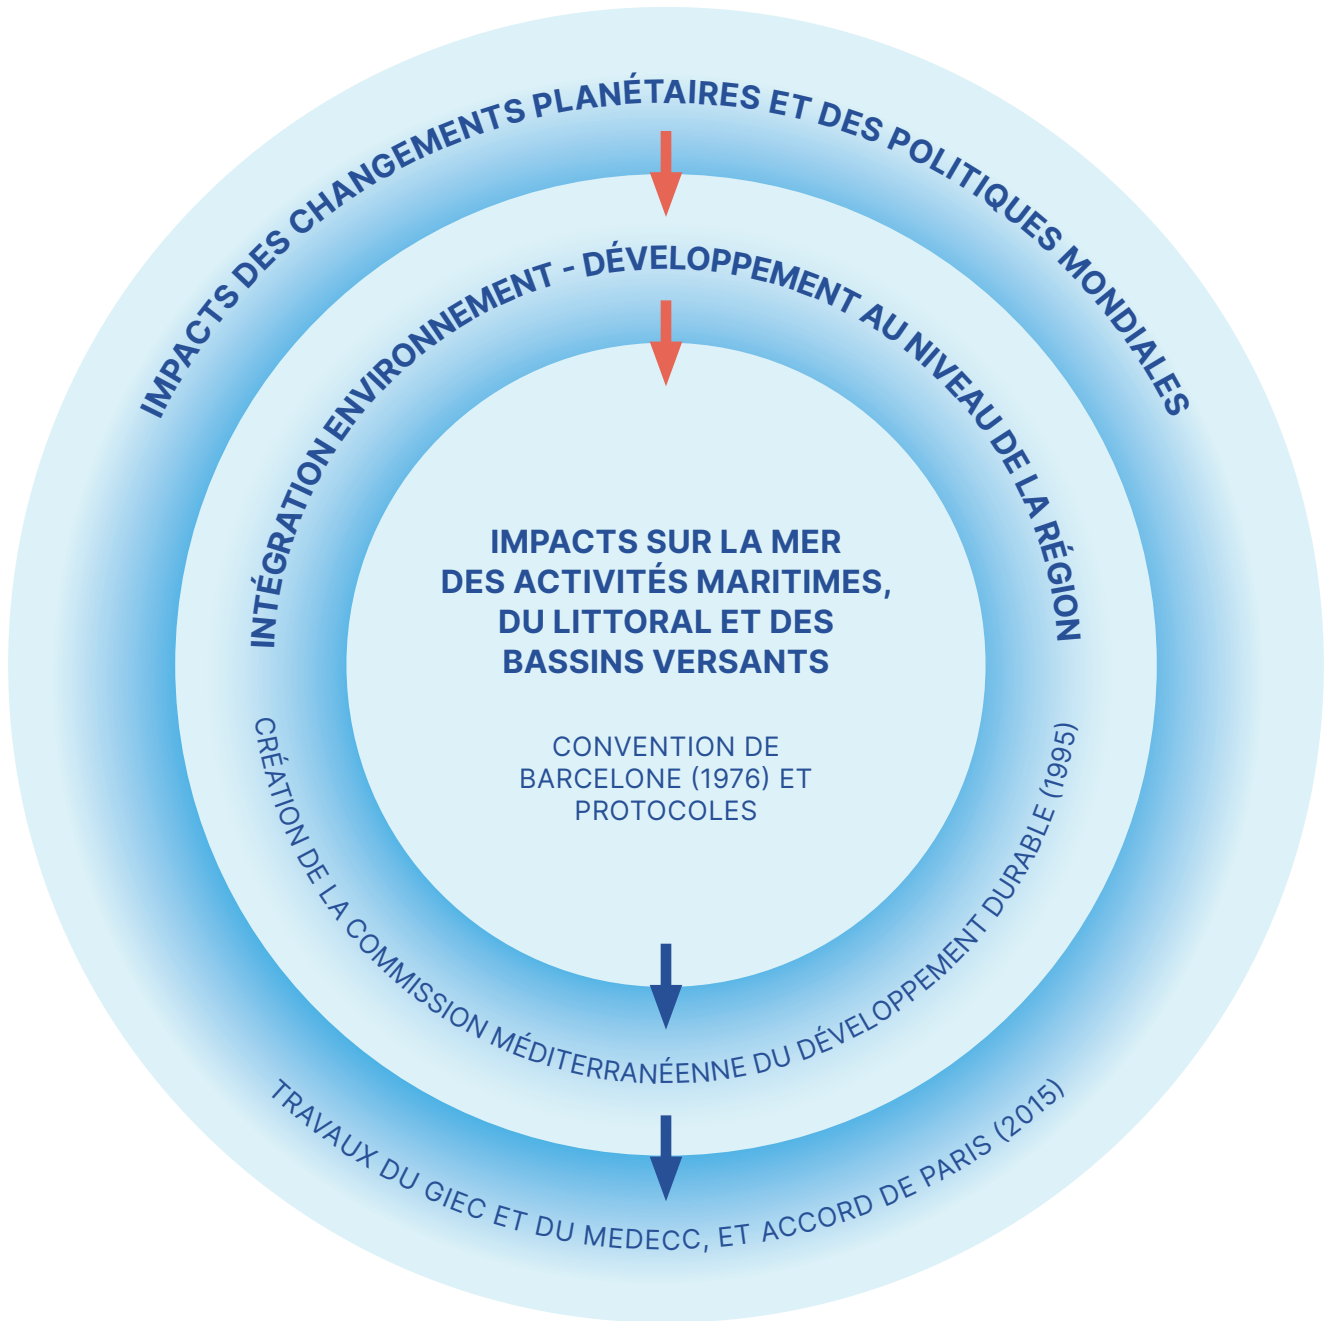 IMPACTS DES CHANGEMENTS PLANÉTAIRES ET DES POLITIQUES MONDIALES
INTÉGRATION ENVIRONNEMENT - DÉVELOPPEMENT AU NIVEAU DE LA RÉGION
IMPACTS SUR LA MER
DES ACTIVITÉS MARITIMES,
DU LITTORAL ET DES
BASSINS VERSANTS
CONVENTION DE
BARCELONE (1976) ET
PROTOCOLES
CRÉATION DE LA COMMISSION MÉDITERRANÉENNE DU DÉVELOPPEMENT DURABLE (1995)
TRAVAUX DU GIEC ET DU MEDECC, ET ACCORD DE PARIS (2015)